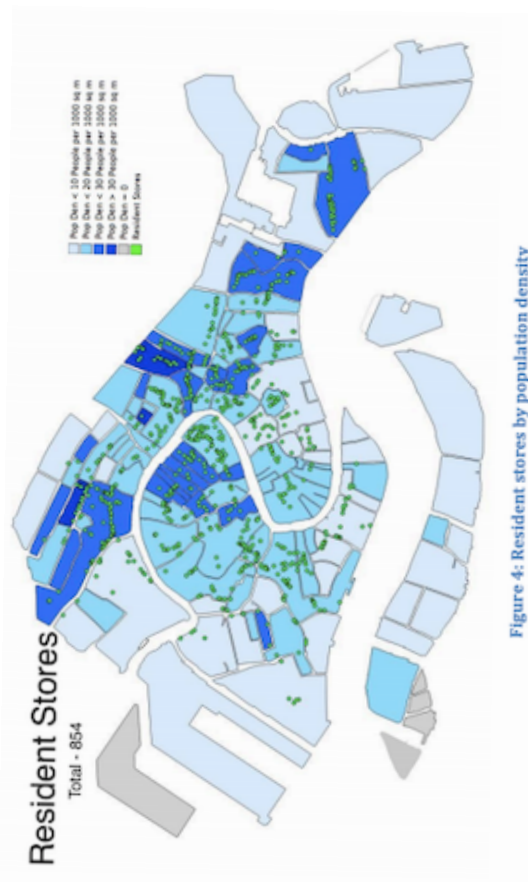 Resident Stores
Total - 854
Pop Den < 10 People per 1000 sq m
Pop Den < 20 People per 1000 sq m
Pop Den < 30 People per 1000 sq m
Pop Den > 30 People per 1000 sq m
Pop Den = 0
Resident Stores
Figure 4: Resident stores by population density